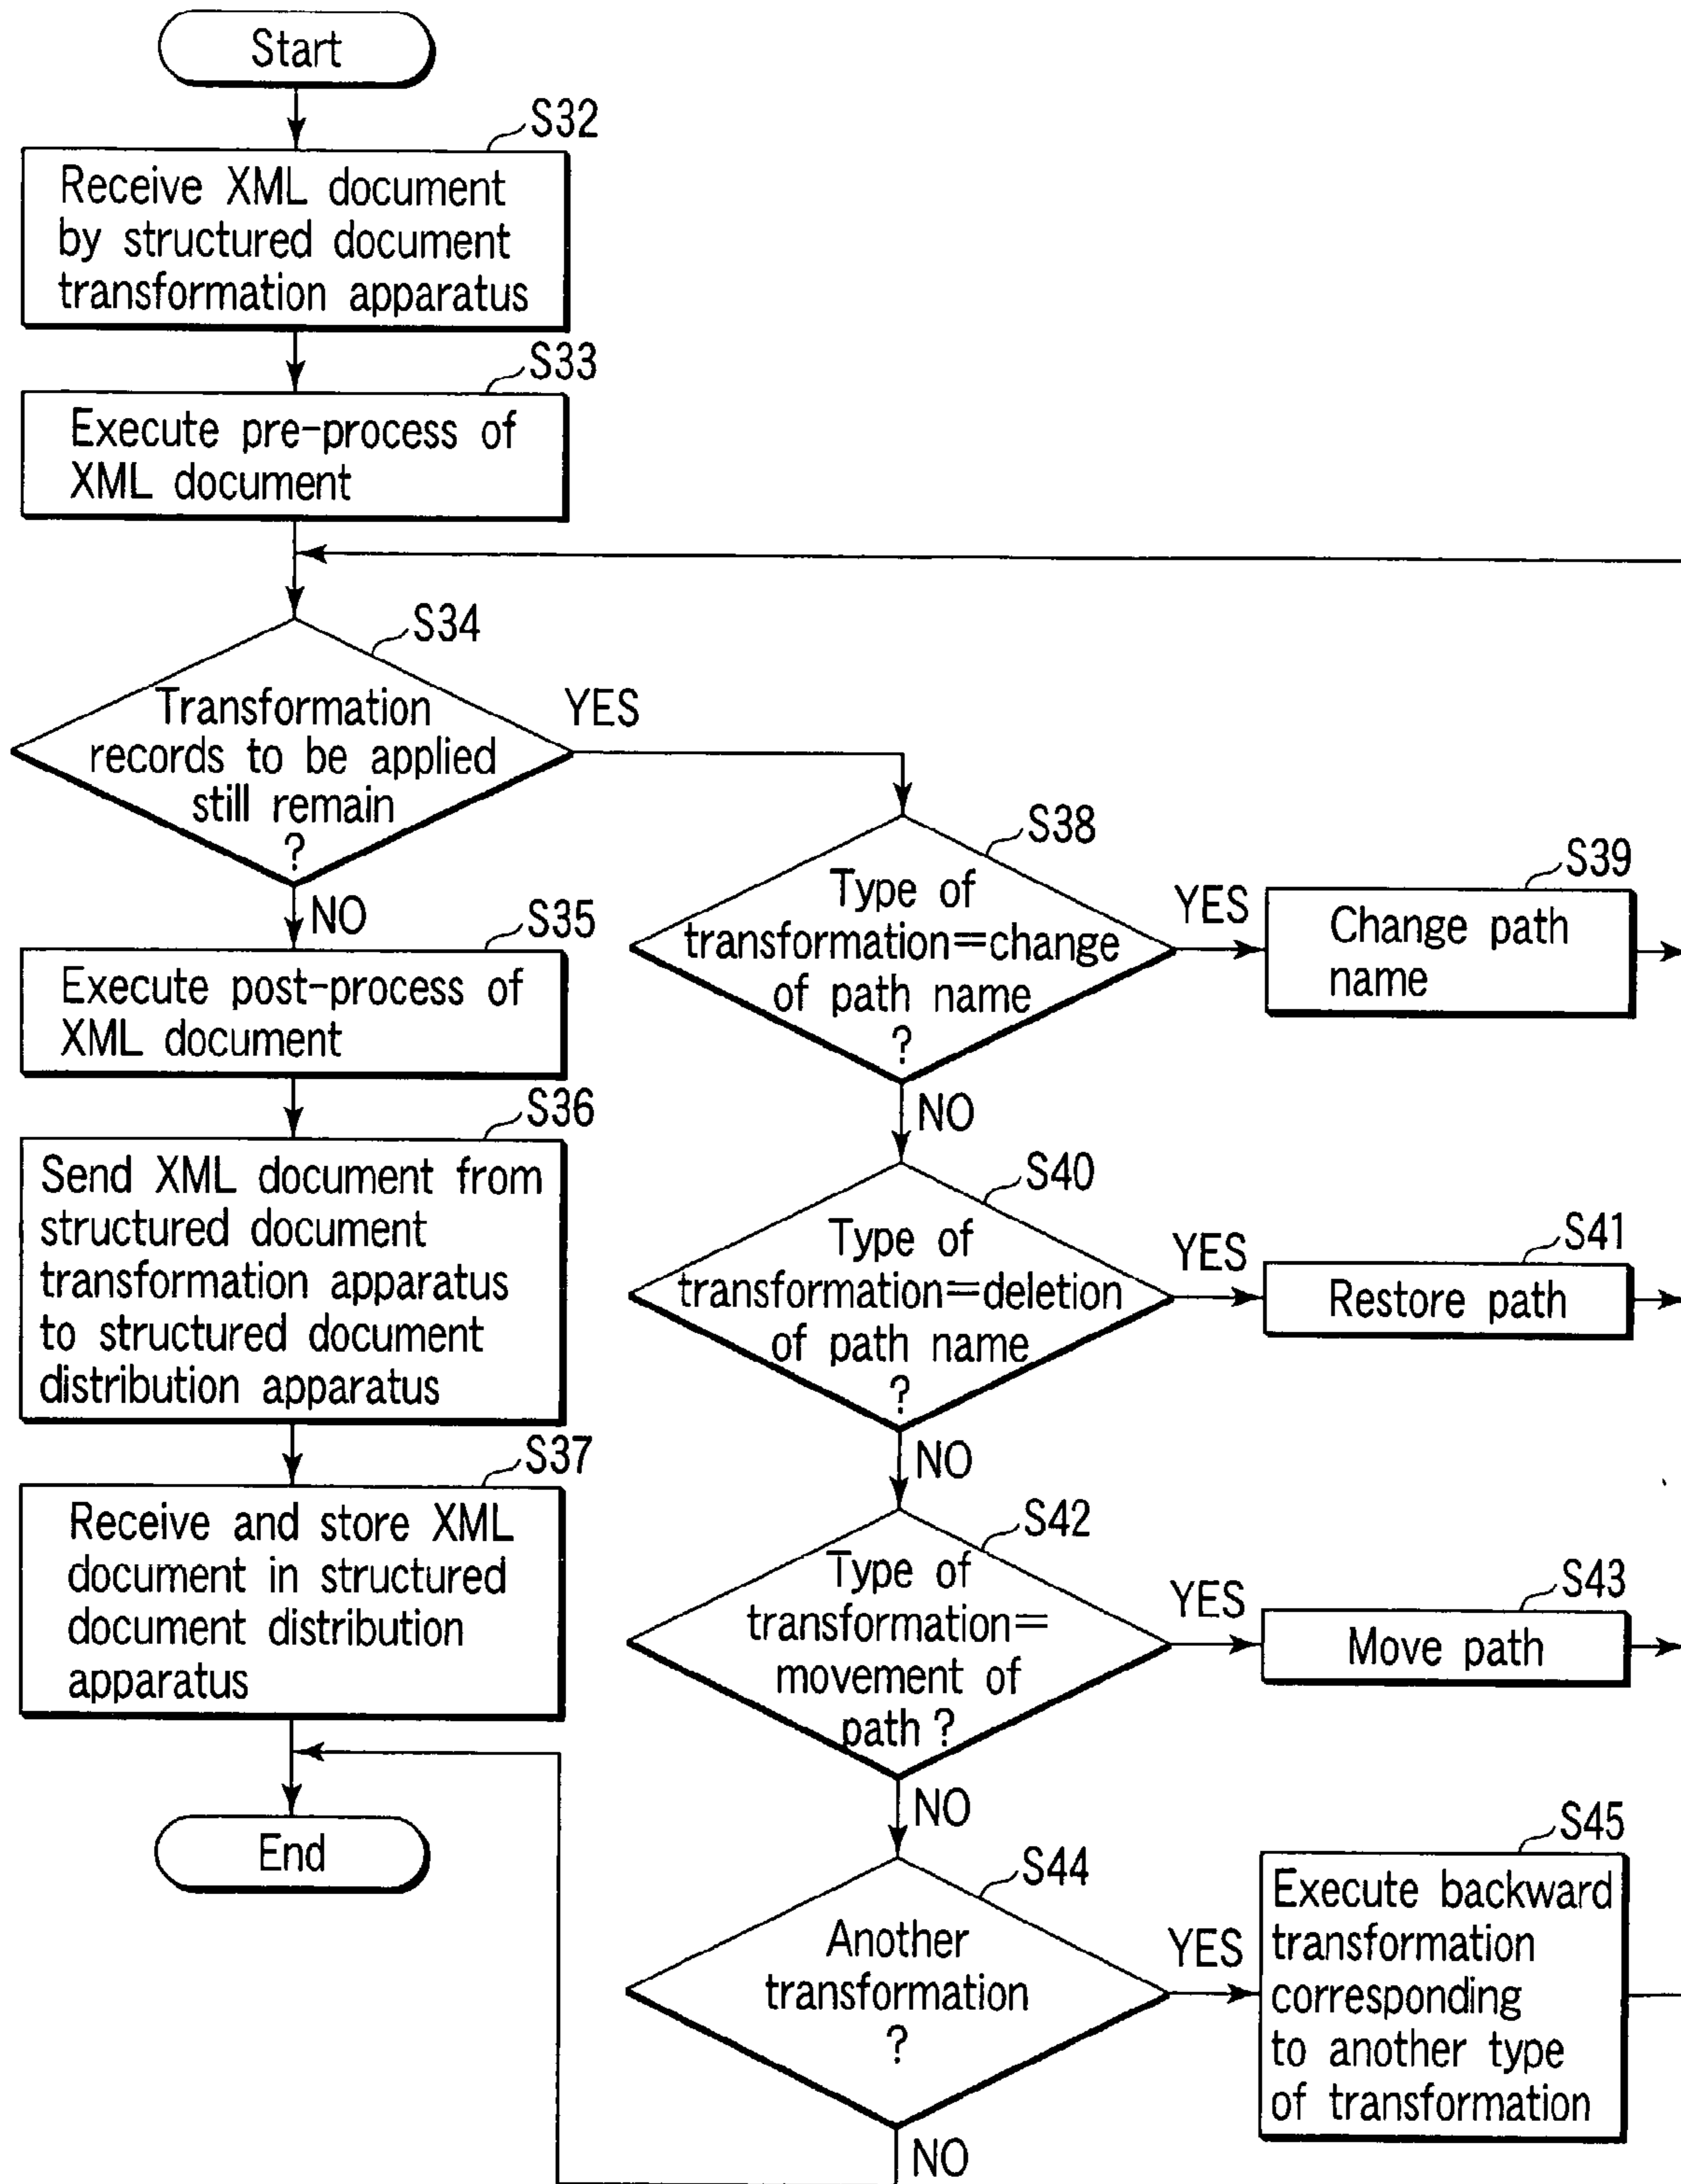 Start
S32
Receive XML document
by structured document
transformation apparatus
S33
Execute pre-process of
XML document
S34
Transformation
records to be applied
still remain
?
YES
NO
S35
Execute post-process of
XML document
S36
Send XML document from
structured document
transformation apparatus
to structured document
distribution apparatus
S37
Receive and store XML
document in structured
document distribution
apparatus
End
S38
Type of
transformation=change
of path name
?
YES
S39
Change path
name
NO
S40
Type of
transformation=deletion
of path name
?
YES
S41
Restore path
NO
S42
Type of
transformation=
movement of
path ?
YES
S43
Move path
NO
S44
Another
transformation
?
YES
S45
Execute backward
transformation
corresponding
to another type
of transformation
NO